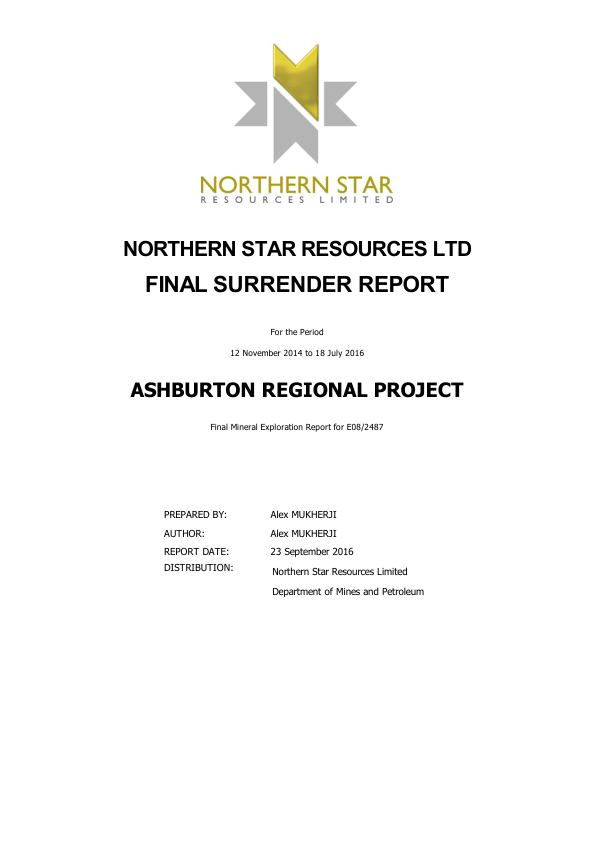 NORTHERN STAR
RESOURCES LIMITED
NORTHERN STAR RESOURCES LTD
FINAL SURRENDER REPORT
For the Period
12 November 2014 to 18 July 2016
ASHBURTON REGIONAL PROJECT
Final Mineral Exploration Report for E08/2487
PREPARED BY: Alex MUKHERJI
AUTHOR: Alex MUKHERJI
REPORT DATE: 23 September 2016
DISTRIBUTION: Northern Star Resources Limited
Department of Mines and Petroleum